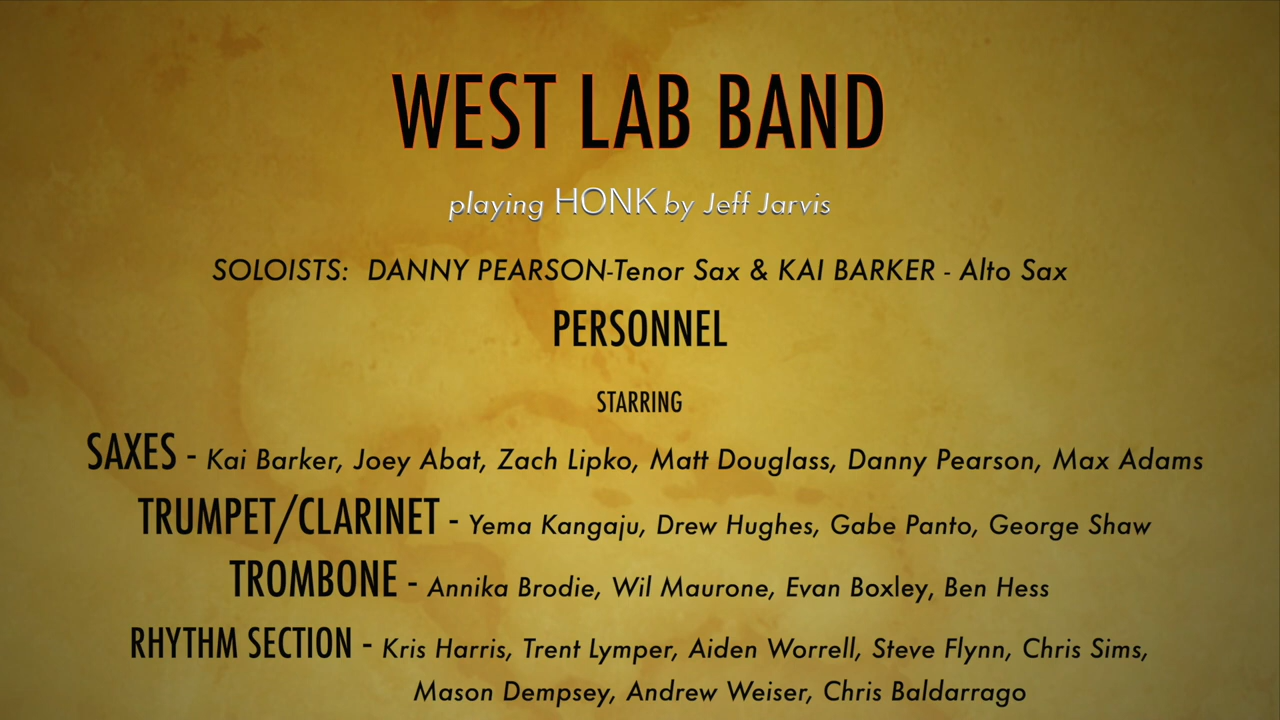 WEST LAB BAND
playing HONK by Jeff Jarvis
SOLOISTS: DANNY PEARSON-Tenor Sax & KAI BARKER - Alto Sax
PERSONNEL
STARRING
SAXES - Kai Barker, Joey Abat, Zach Lipko, Matt Douglass, Danny Pearson, Max Adams
TRUMPET/CLARINET - Yema Kangaju, Drew Hughes, Gabe Panto, George Shaw
TROMBONE - Annika Brodie, Wil Maurone, Evan Boxley, Ben Hess
RHYTHM SECTION - Kris Harris, Trent Lymper, Aiden Worrell, Steve Flynn, Chris Sims,
Mason Dempsey, Andrew Weiser, Chris Baldarrago